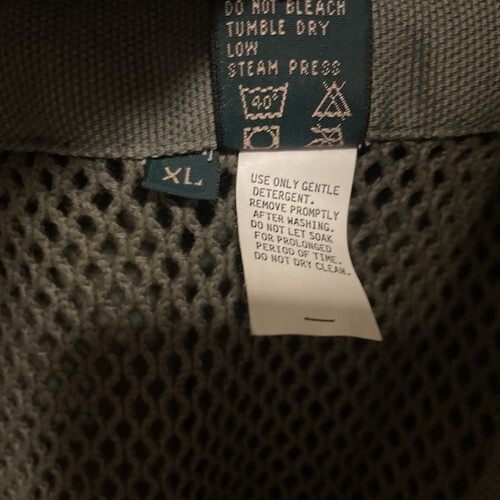 DO NOT BLEACH
TUMBLE DRY
LOW
STEAM PRESS
40°
XL
USE ONLY GENTLE
DETERGENT.
REMOVE PROMPTLY
AFTER WASHING.
DO NOT LET SOAK
FOR PROLONGED
PERIOD OF TIME.
DO NOT DRY CLEAN.